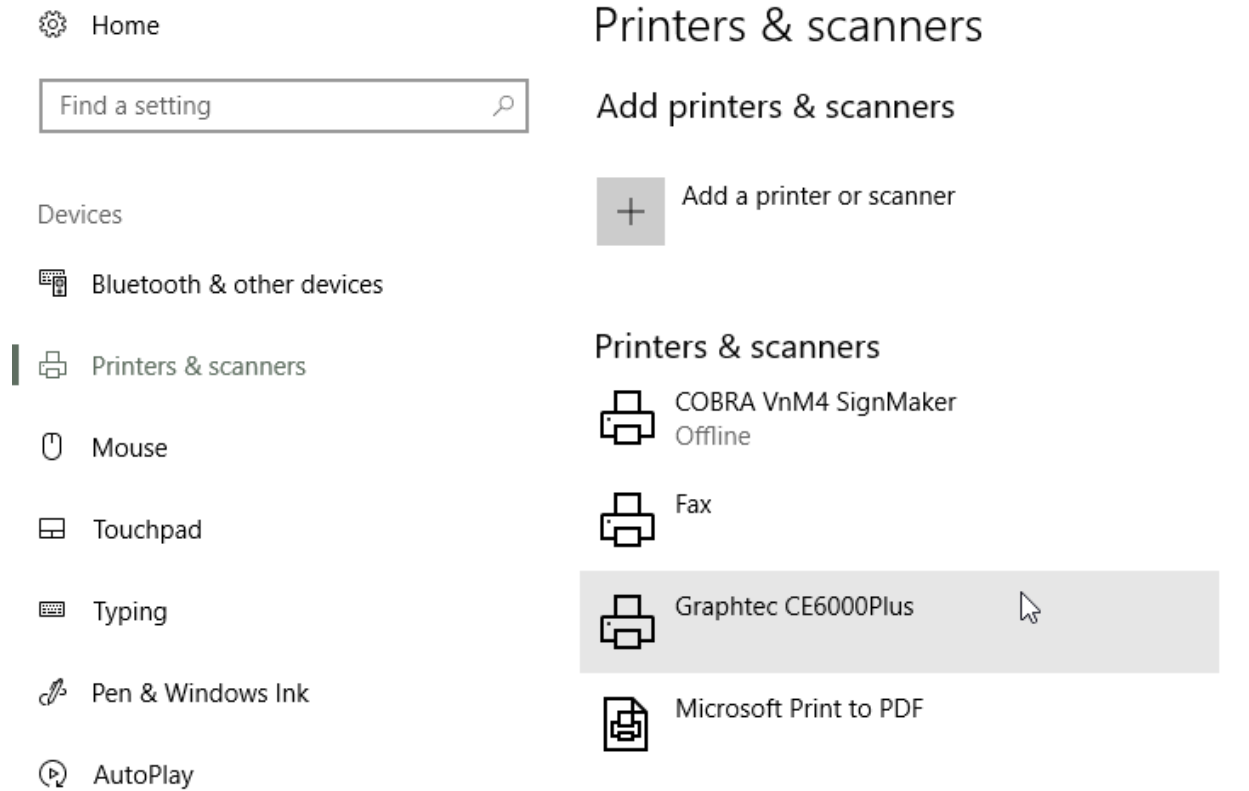 Home
Find a setting
Devices
Bluetooth & other devices
Printers & scanners
Mouse
Touchpad
Typing
Pen & Windows Ink
AutoPlay
Printers & scanners
Add printers & scanners
Add a printer or scanner
Printers & scanners
COBRA VnM4 SignMaker
Offline
Fax
Graphtec CE6000Plus
Microsoft Print to PDF